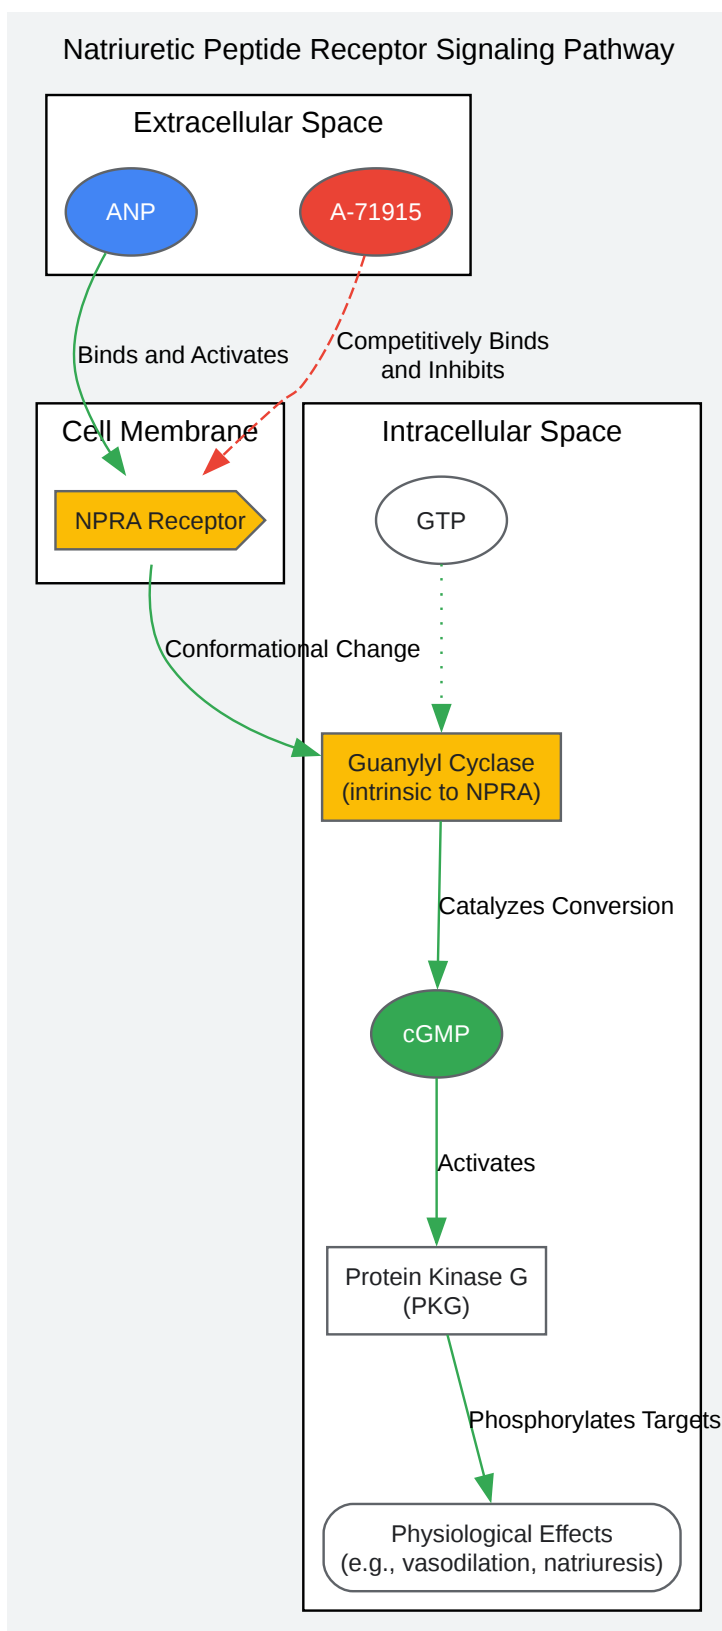 Natriuretic Peptide Receptor Signaling Pathway
Extracellular Space
ANP
A-71915
Binds and Activates
Competitively Binds
and Inhibits
Cell Membrane
Intracellular Space
NPRA Receptor
GTP
Conformational Change
Guanylyl Cyclase
(intrinsic to NPRA)
Catalyzes Conversion
cGMP
Activates
Protein Kinase G
(PKG)
Phosphorylates Targets
Physiological Effects
(e.g., vasodilation, natriuresis)